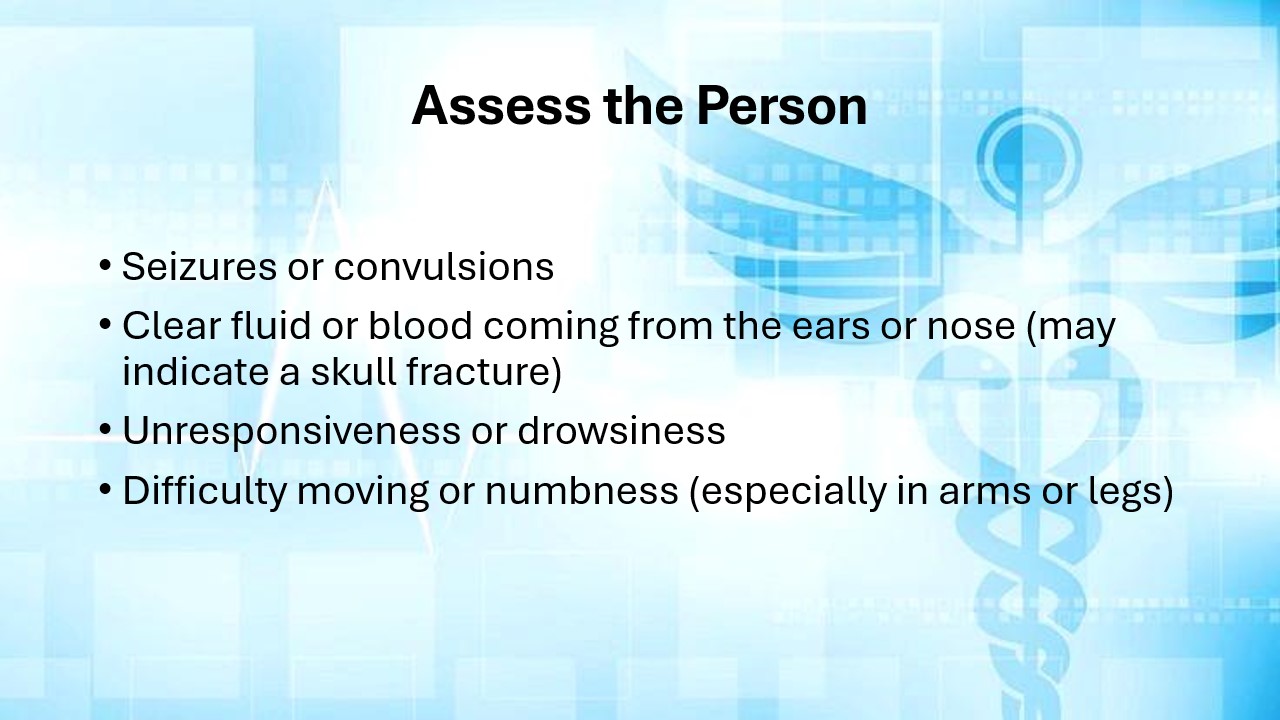 Assess the Person
• Seizures or convulsions
• Clear fluid or blood coming from the ears or nose (may
indicate a skull fracture)
• Unresponsiveness or drowsiness
• Difficulty moving or numbness (especially in arms or legs)